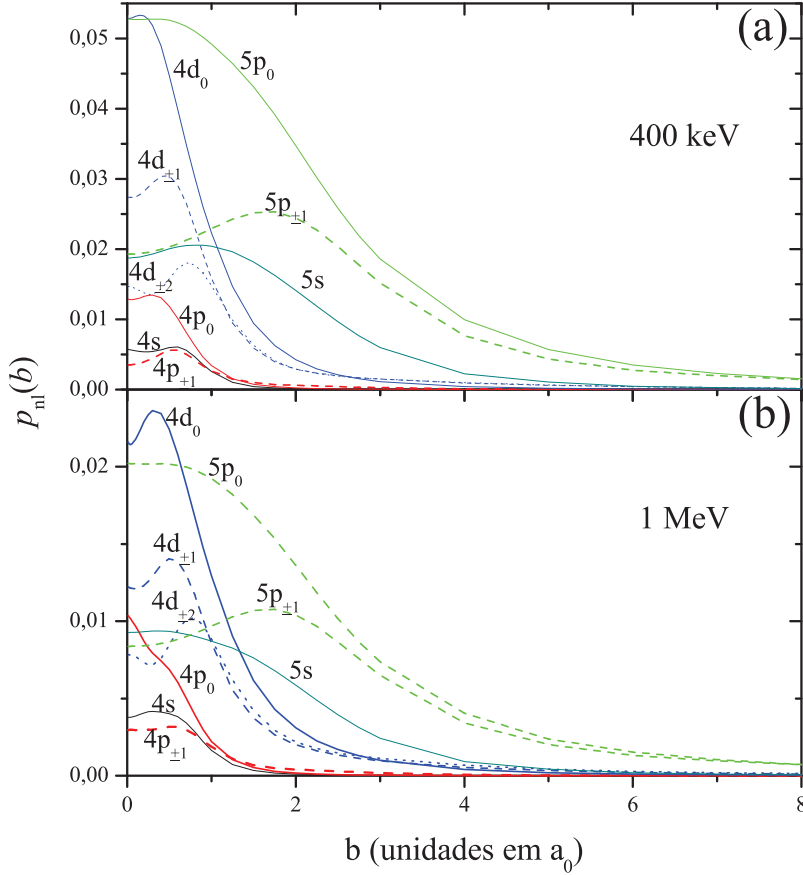 (a)
0,05
0,04
0,03
0,02
0,01
0,00
4d0
5p0
400 keV
4d±1
5p±1
4d±2
5s
4p0
4s
4p±1
pnl(b)
(b)
0,02
0,01
0,00
4d0
5p0
1 MeV
4d±1
4d±2
5p±1
4p0
5s
4s
4p±1
0 2 4 6 8
b (unidades em a0)